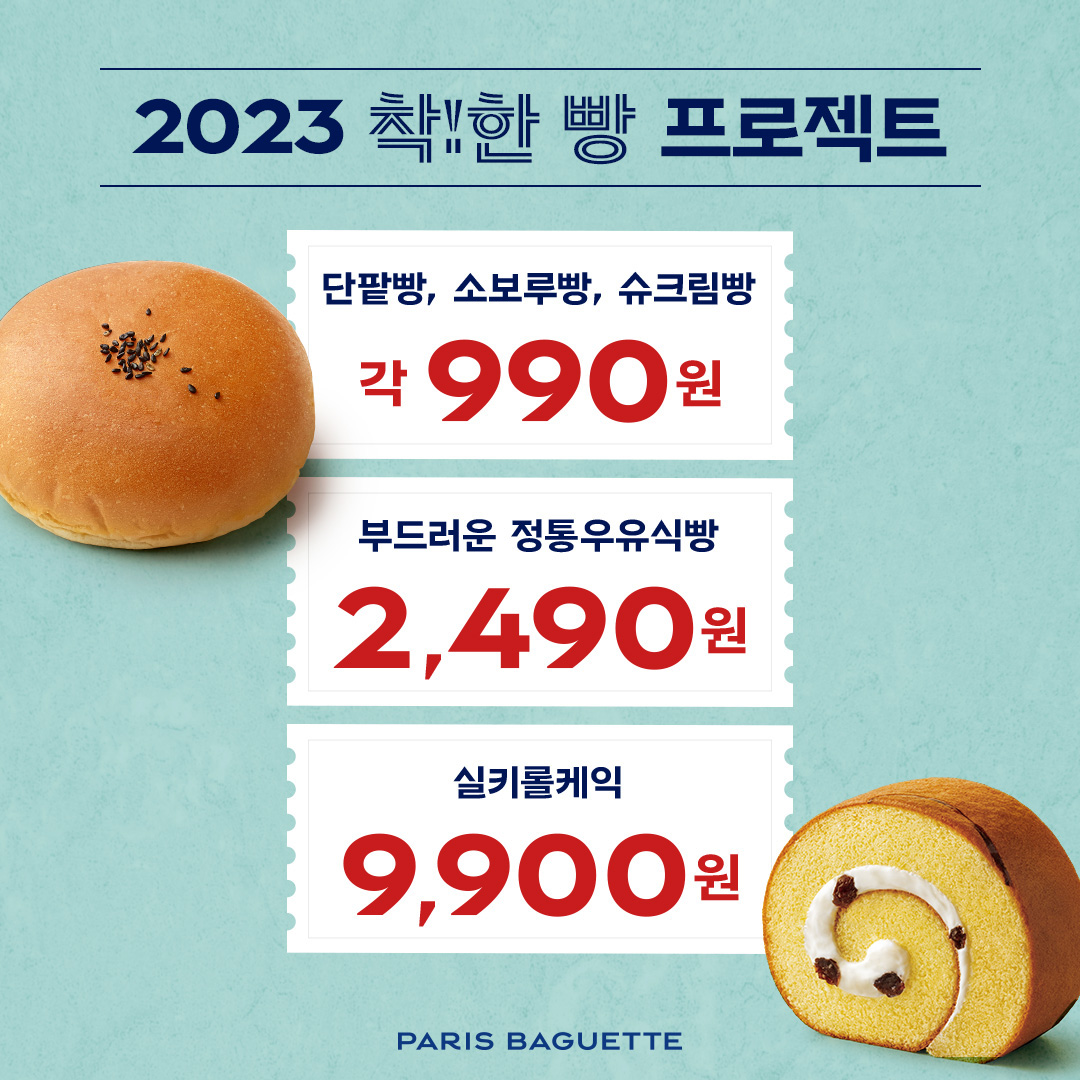 2023 착!!한 빵 프로젝트
단팥빵, 소보루빵, 슈크림빵
각 990원
부드러운 정통우유식빵
2,490원
실키롤케익
9,900원
PARIS BAGUETTE